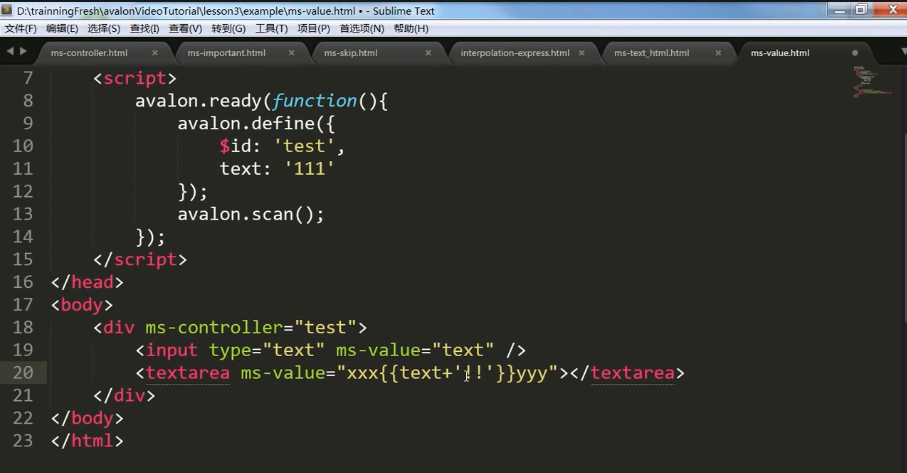 D:\trainningFresh\avalonVideoTutorial\lesson3\example\ms-value.html • - Sublime Text
文件(F) 编辑(E) 选择(S) 查找(I) 查看(V) 转到(G) 工具(T) 项目(P) 首选项(N) 帮助(H)
ms-controller.html × ms-important.html × ms-skip.html × interpolation-express.html × ms-text_html.html × ms-value.html
7 <script>
8 avalon.ready(function(){
9 avalon.define({
10 $id: 'test',
11 text: '111'
12 });
13 avalon.scan();
14 });
15 </script>
16 </head>
17 <body>
18 <div ms-controller="test">
19 <input type="text" ms-value="text" />
20 <textarea ms-value="xxx{{text+'!!!'}}yyy"></textarea>
21 </div>
22 </body>
23 </html>